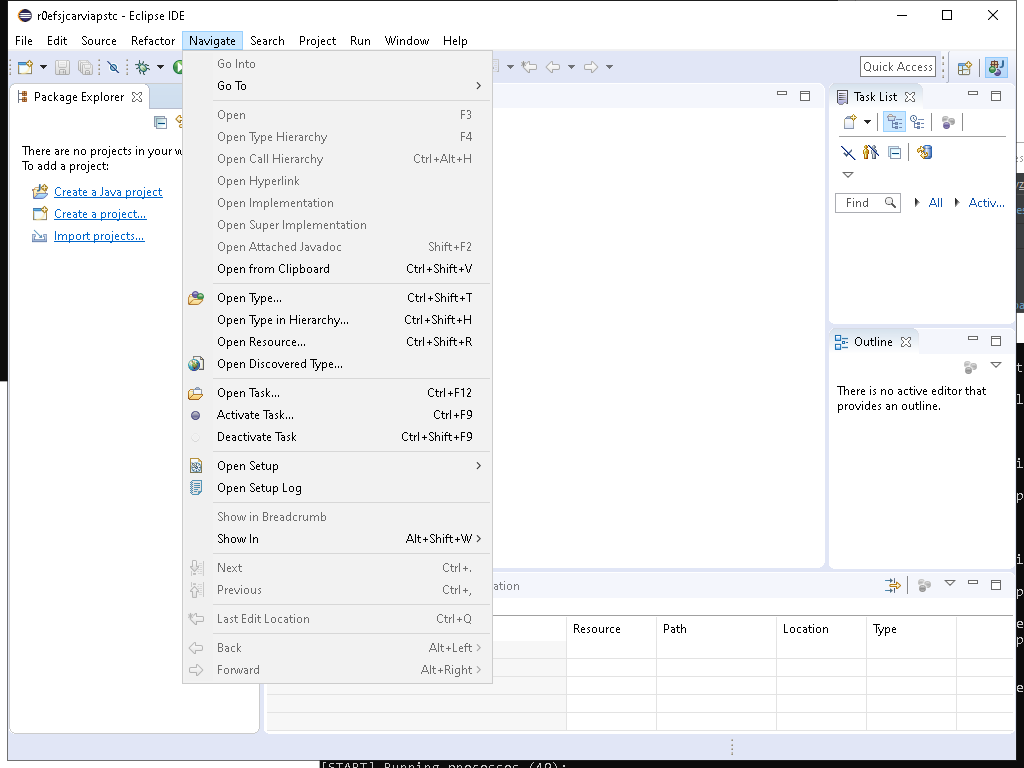 r0efsjcarviapstc - Eclipse IDE
File Edit Source Refactor Navigate Search Project Run Window Help
Quick Access
Package Explorer
There are no projects in your w
To add a project:
Create a Java project
Create a project...
Import projects...
Go Into
Go To
Open F3
Open Type Hierarchy F4
Open Call Hierarchy Ctrl+Alt+H
Open Hyperlink
Open Implementation
Open Super Implementation
Open Attached Javadoc Shift+F2
Open from Clipboard Ctrl+Shift+V
Open Type... Ctrl+Shift+T
Open Type in Hierarchy... Ctrl+Shift+H
Open Resource... Ctrl+Shift+R
Open Discovered Type...
Open Task... Ctrl+F12
Activate Task... Ctrl+F9
Deactivate Task Ctrl+Shift+F9
Open Setup
Open Setup Log
Show in Breadcrumb
Show In Alt+Shift+W
Next Ctrl+.
Previous Ctrl+,
Last Edit Location Ctrl+Q
Back Alt+Left
Forward Alt+Right
Task List
Find All Activ...
Outline
There is no active editor that
provides an outline.
ation
Resource Path Location Type
[START] Running processes (49):